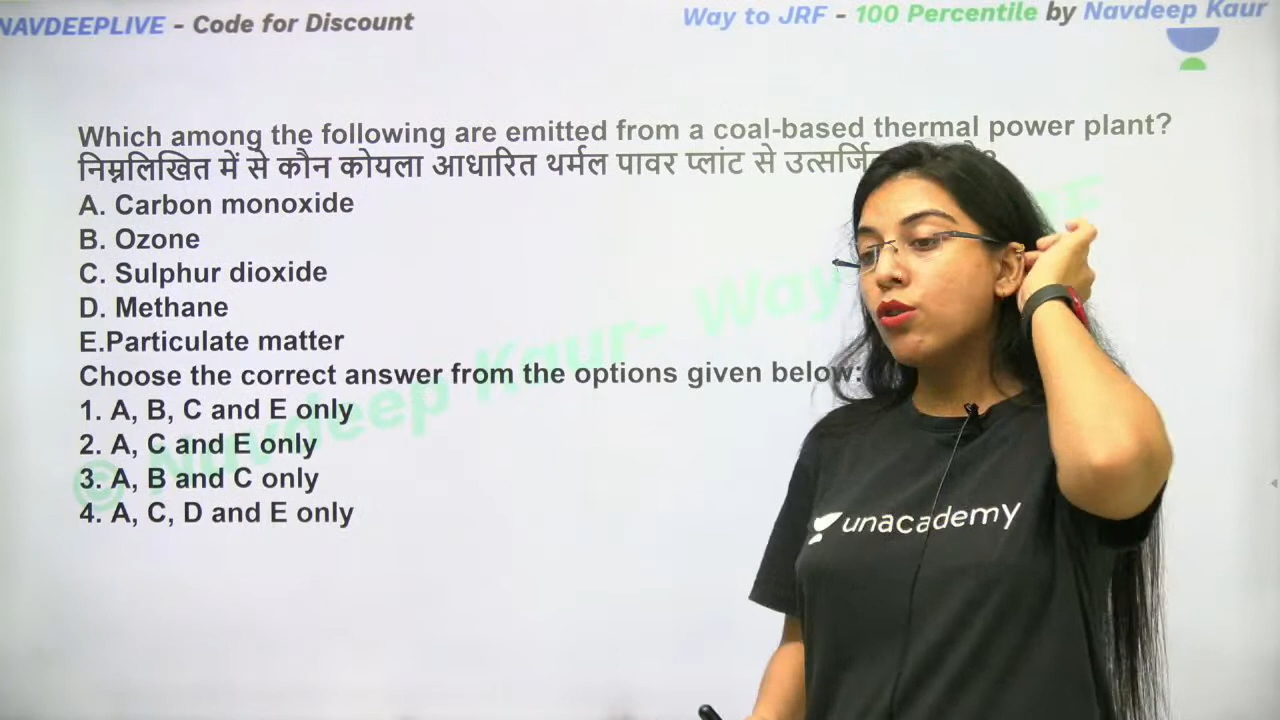 NAVDEEPLIVE - Code for Discount
Way to JRF - 100 Percentile by Navdeep Kaur
Which among the following are emitted from a coal-based thermal power plant?
निम्नलिखित में से कौन कोयला आधारित थर्मल पावर प्लांट से
A. Carbon monoxide
B. Ozone
C. Sulphur dioxide
D. Methane
E.Particulate matter
Choose the correct answer from the options given below:
1. A, B, C and E only
2. A, C and E only
3. A, B and C only
4. A, C, D and E only
© Navdeep Kaur- Way
unacademy